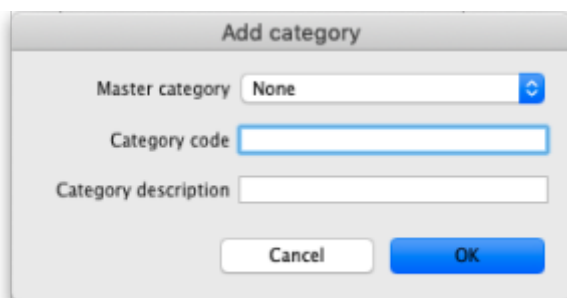 Add category
Master category None
Category code
Category description
Cancel OK